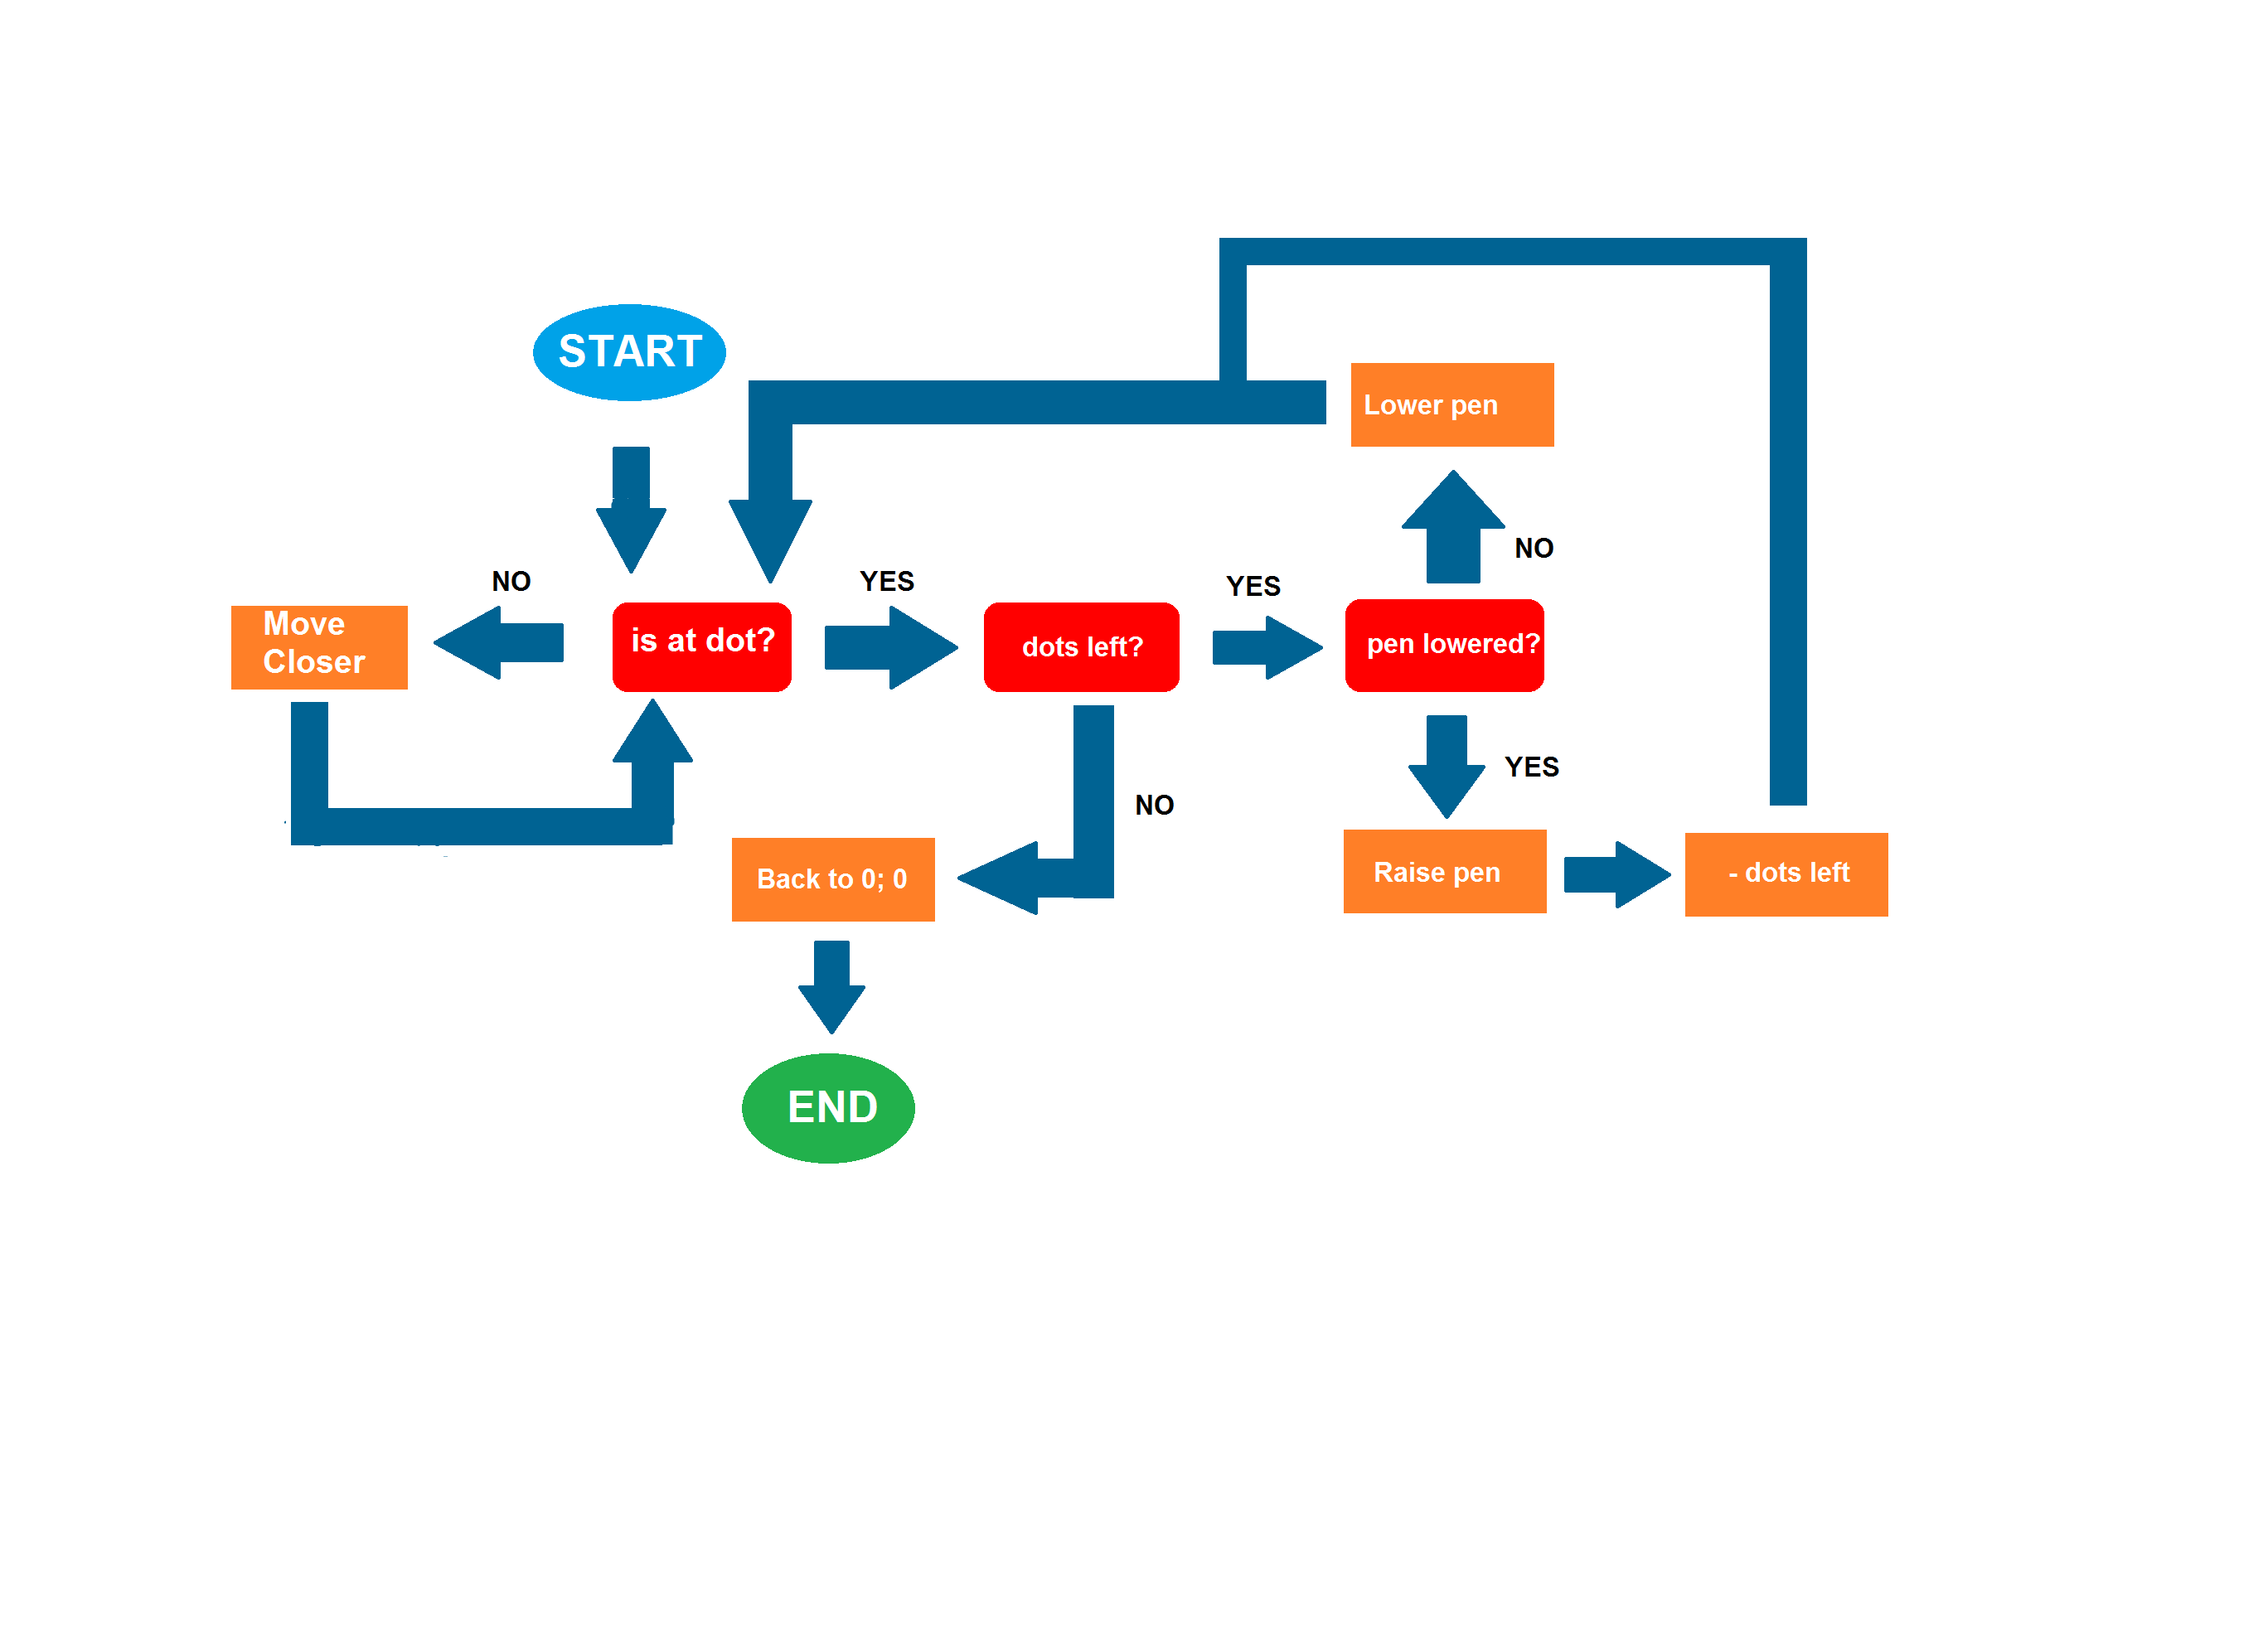 START
Lower pen
NO
NO
YES
YES
Move
Closer
is at dot?
dots left?
pen lowered?
YES
NO
Back to 0; 0
Raise pen
- dots left
END